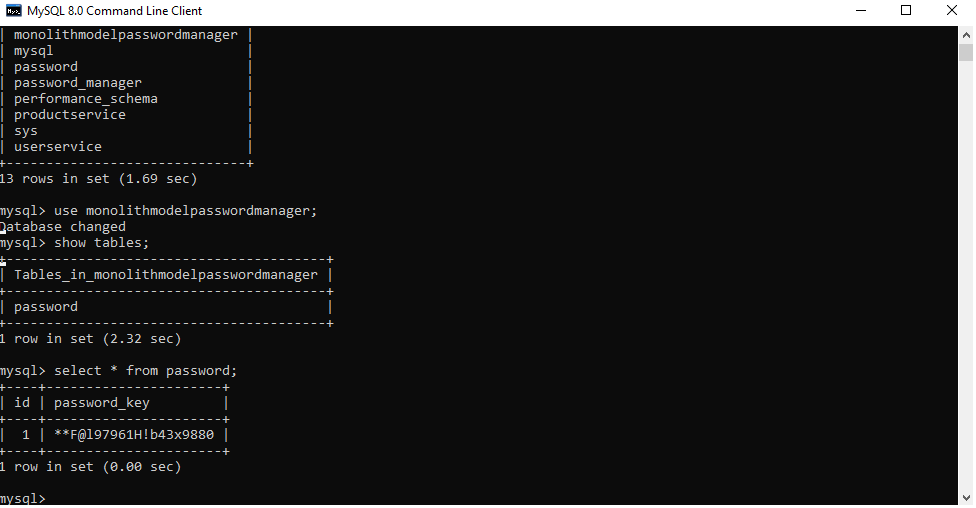 MySQL 8.0 Command Line Client
| monolithmodelpasswordmanager |
| mysql                        |
| password                     |
| password_manager             |
| performance_schema           |
| productservice               |
| sys                          |
| userservice                  |
+------------------------------+
13 rows in set (1.69 sec)
mysql> use monolithmodelpasswordmanager;
Database changed
mysql> show tables;
+----------------------------------------+
| Tables_in_monolithmodelpasswordmanager |
+----------------------------------------+
| password                               |
+----------------------------------------+
1 row in set (2.32 sec)
mysql> select * from password;
+----+----------------------+
| id | password_key         |
+----+----------------------+
|  1 | **F@l97961H!b43x9880 |
+----+----------------------+
1 row in set (0.00 sec)
mysql>